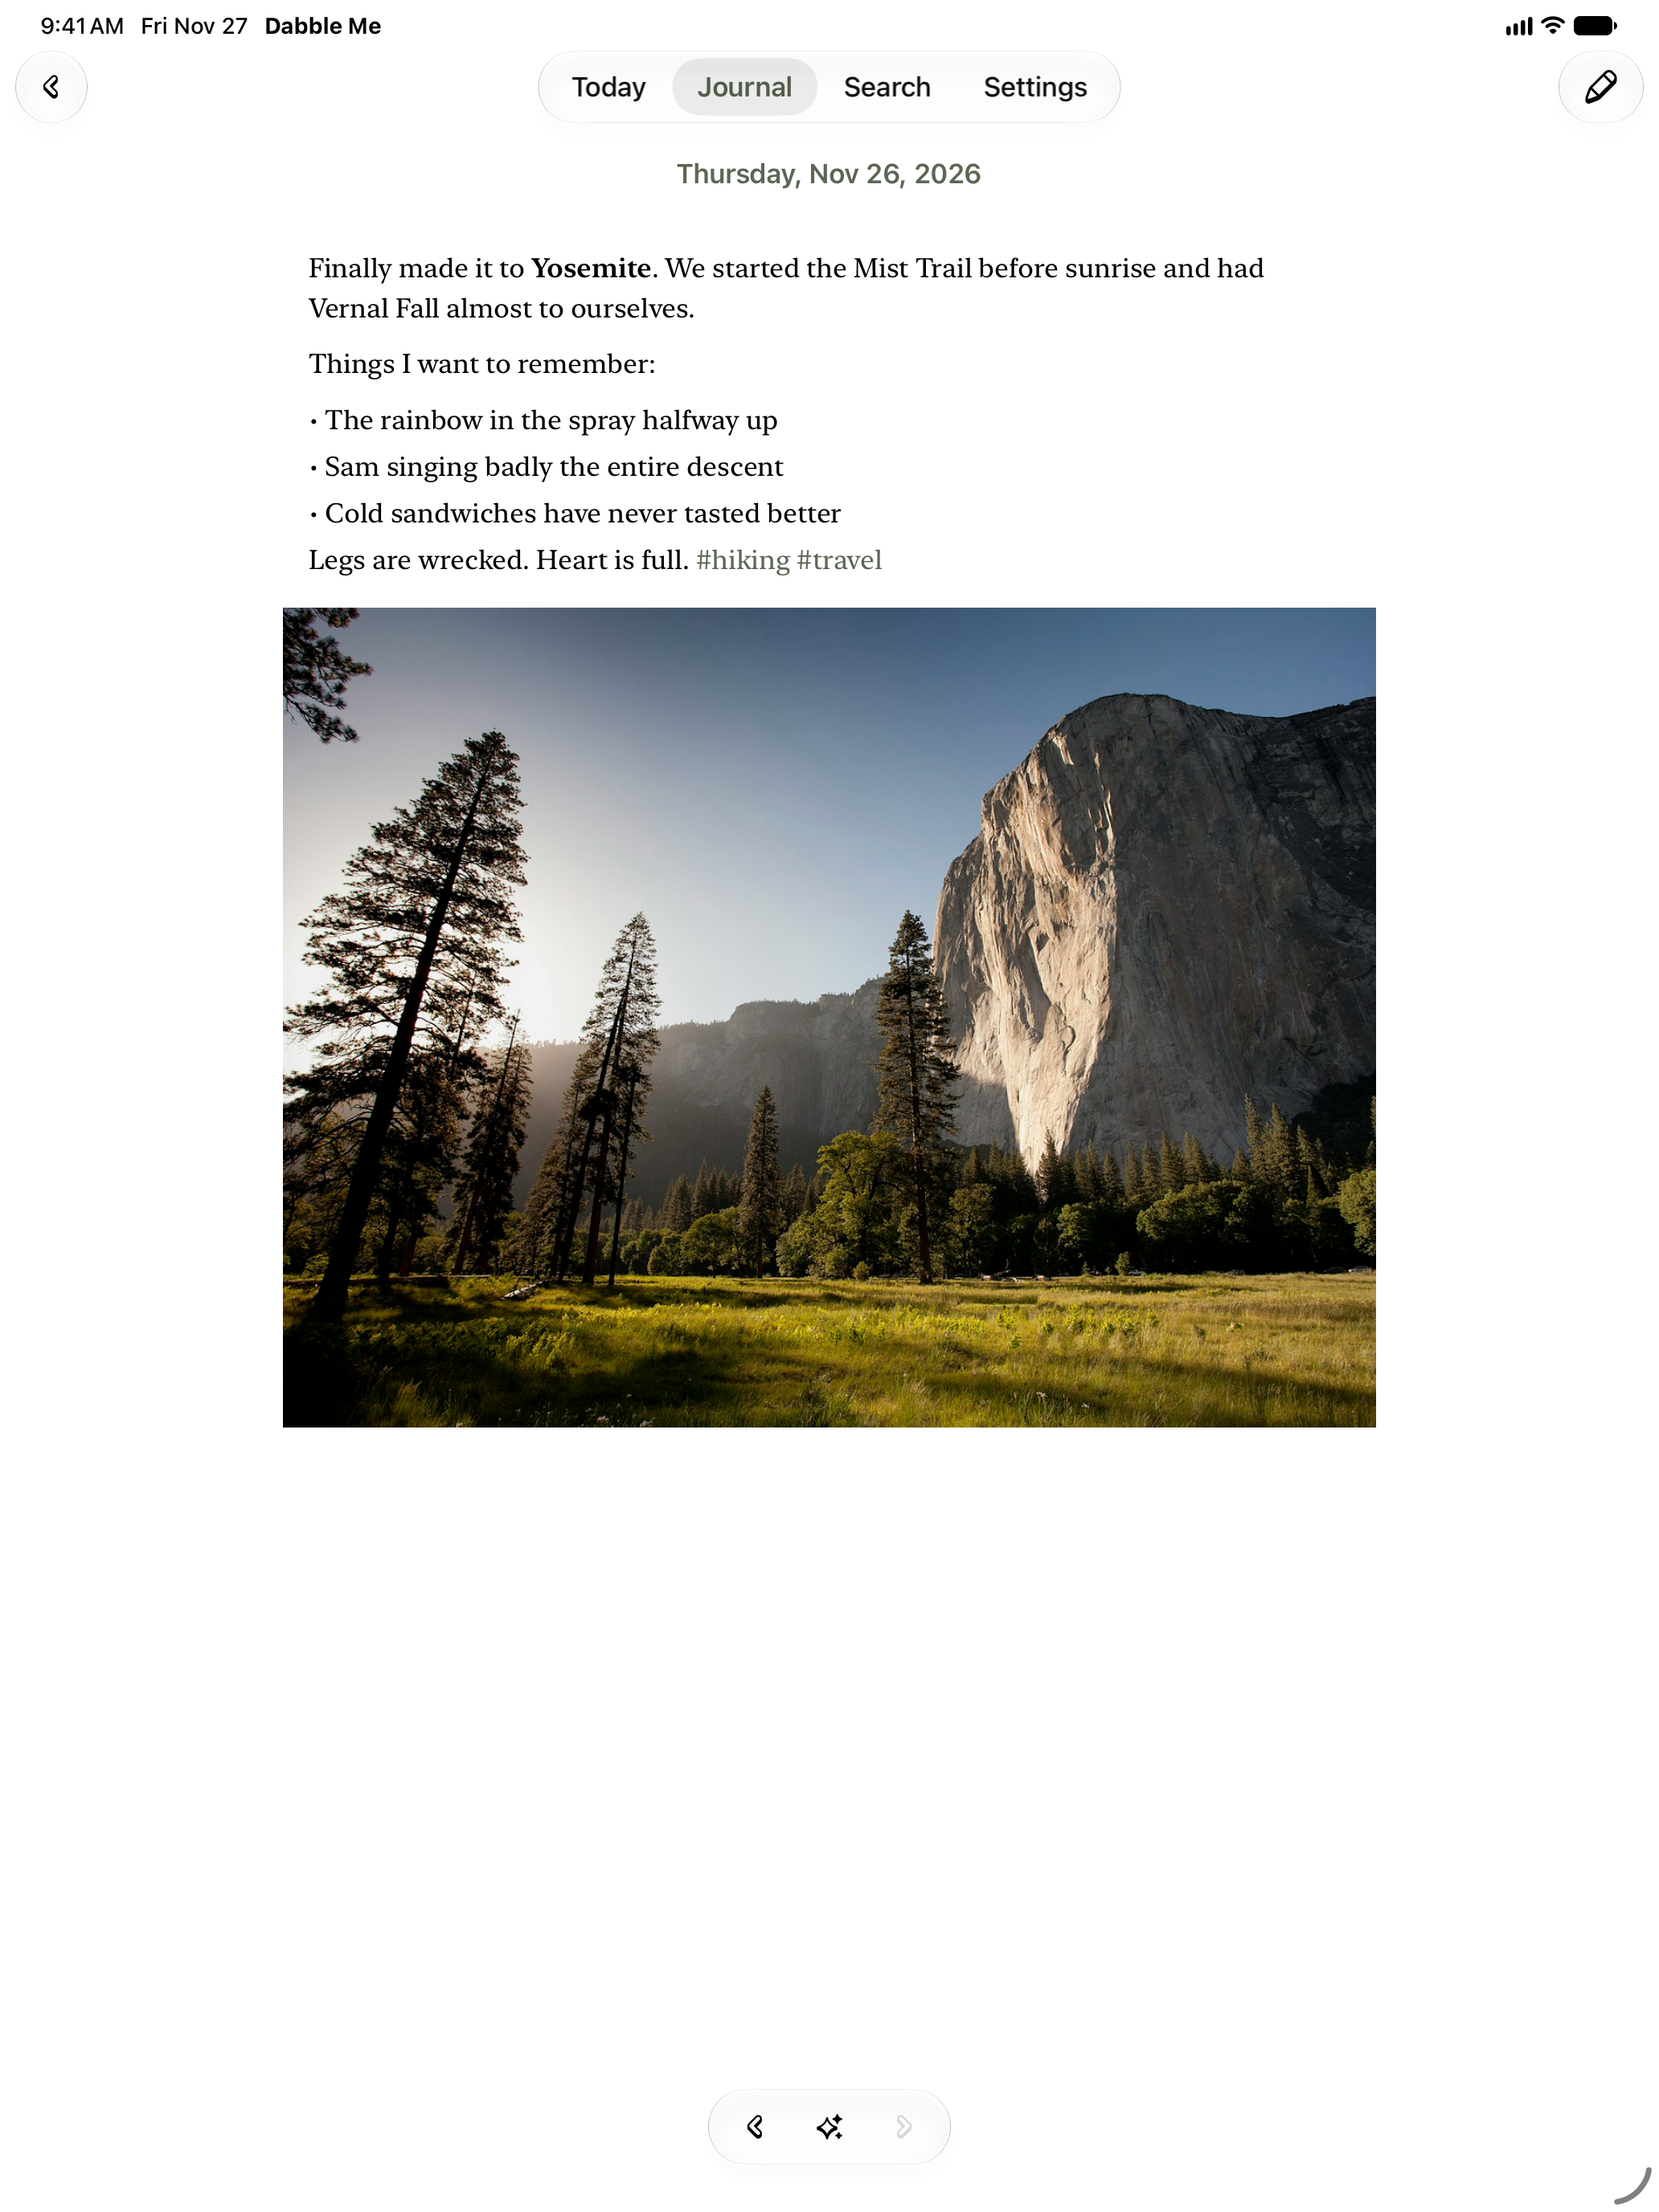 9:41 AM Fri Nov 27 Dabble Me
Today Journal Search Settings
Thursday, Nov 26, 2026
Finally made it to Yosemite. We started the Mist Trail before sunrise and had
Vernal Fall almost to ourselves.
Things I want to remember:
• The rainbow in the spray halfway up
• Sam singing badly the entire descent
• Cold sandwiches have never tasted better
Legs are wrecked. Heart is full. #hiking #travel